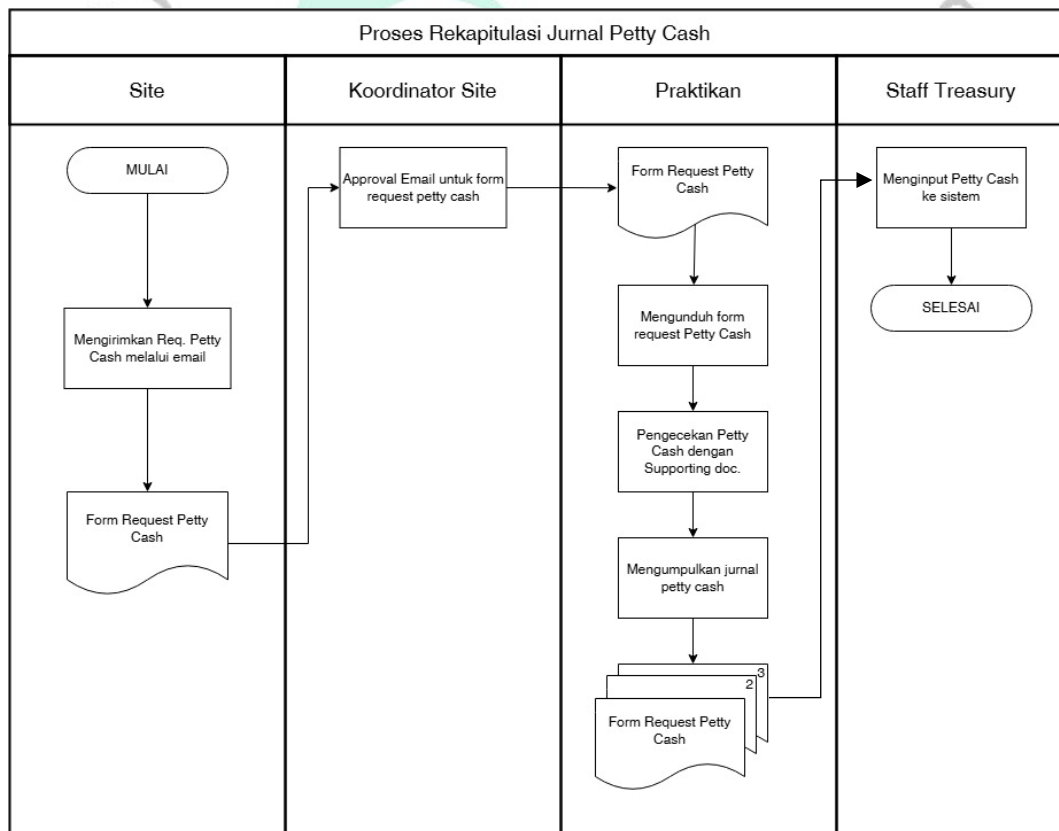 Proses Rekapitulasi Jurnal Petty Cash
Site
Koordinator Site
Praktikan
Staff Treasury
MULAI
Mengirimkan Req. Petty
Cash melalui email
Form Request Petty
Cash
Approval Email untuk form
request petty cash
Form Request Petty
Cash
Mengunduh form
request Petty Cash
Pengecekan Petty
Cash dengan
Supporting doc.
Mengumpulkan jurnal
petty cash
3
2
Form Request Petty
Cash
Menginput Petty Cash
ke sistem
SELESAI